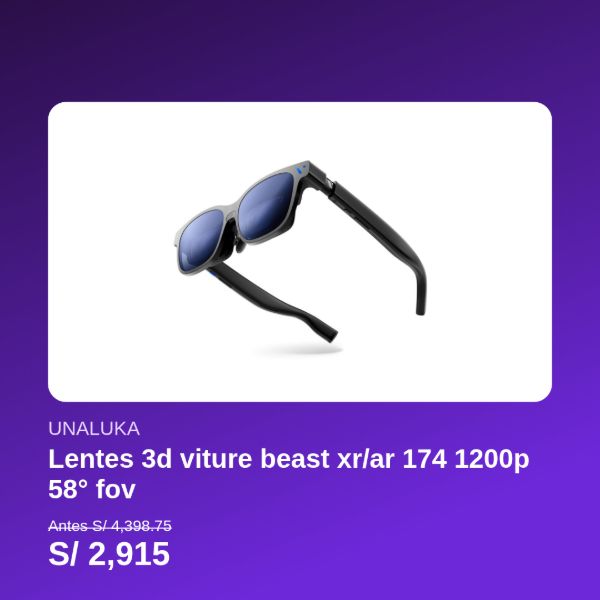 UNALUKA
Lentes 3d viture beast xr/ar 174 1200p
58° fov
Antes S/ 4,398.75
S/ 2,915